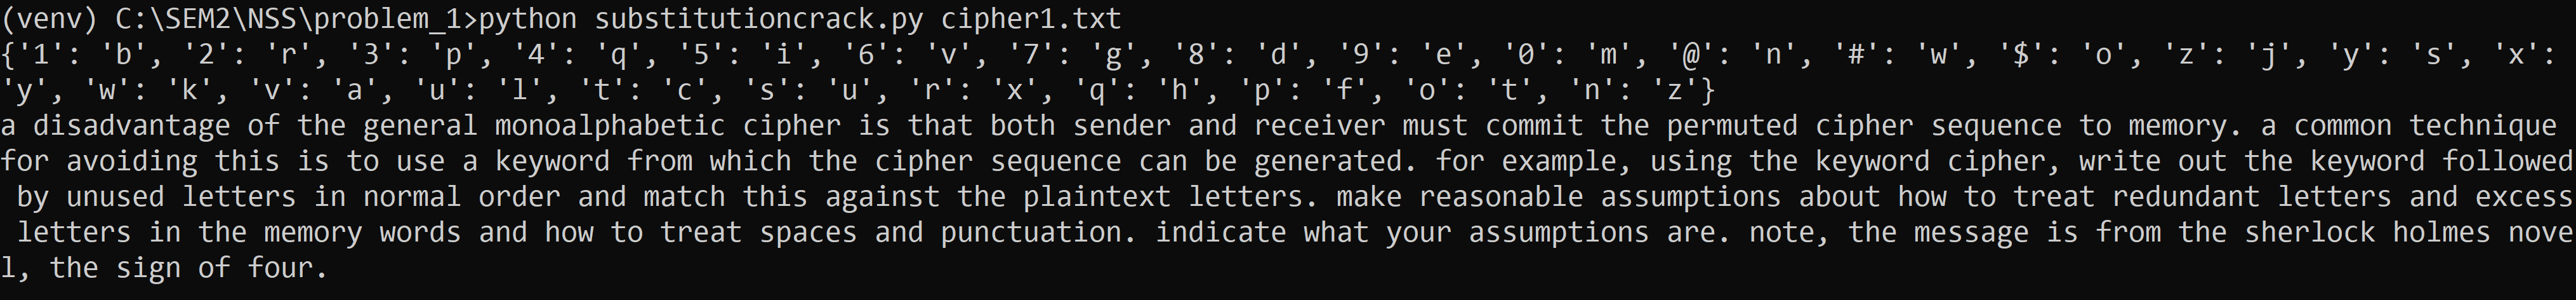 (venv) C:\SEM2\NSS\problem_1>python substitutioncrack.py cipher1.txt
{'1': 'b', '2': 'r', '3': 'p', '4': 'q', '5': 'i', '6': 'v', '7': 'g', '8': 'd', '9': 'e', '0': 'm', '@': 'n', '#': 'w', '$': 'o', 'z': 'j', 'y': 's', 'x':
'y', 'w': 'k', 'v': 'a', 'u': 'l', 't': 'c', 's': 'u', 'r': 'x', 'q': 'h', 'p': 'f', 'o': 't', 'n': 'z'}
a disadvantage of the general monoalphabetic cipher is that both sender and receiver must commit the permuted cipher sequence to memory. a common technique
for avoiding this is to use a keyword from which the cipher sequence can be generated. for example, using the keyword cipher, write out the keyword followed
 by unused letters in normal order and match this against the plaintext letters. make reasonable assumptions about how to treat redundant letters and excess
 letters in the memory words and how to treat spaces and punctuation. indicate what your assumptions are. note, the message is from the sherlock holmes nove
l, the sign of four.